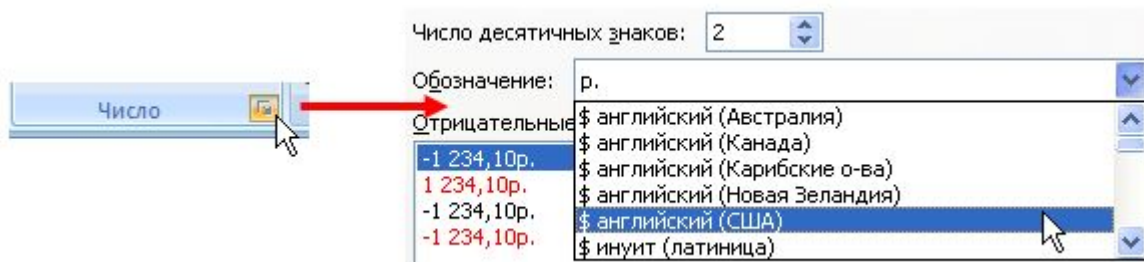 Число десятичных знаков: 2
Обозначение: р.
Число
Отрицательные
$ английский (Австралия)
$ английский (Канада)
$ английский (Карибские о-ва)
$ английский (Новая Зеландия)
$ английский (США)
$ инуит (латиница)
-1 234,10р.
1 234,10р.
-1 234,10р.
-1 234,10р.